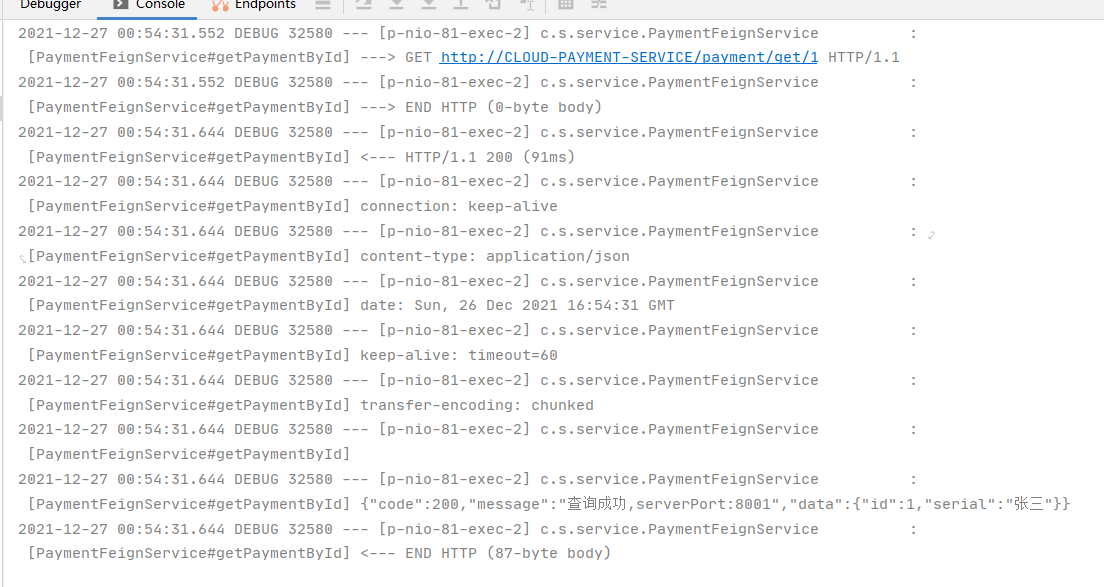 Debugger Console Endpoints
2021-12-27 00:54:31.552 DEBUG 32580 --- [p-nio-81-exec-2] c.s.service.PaymentFeignService :
[PaymentFeignService#getPaymentById] ---> GET http://CLOUD-PAYMENT-SERVICE/payment/get/1 HTTP/1.1
2021-12-27 00:54:31.552 DEBUG 32580 --- [p-nio-81-exec-2] c.s.service.PaymentFeignService :
[PaymentFeignService#getPaymentById] ---> END HTTP (0-byte body)
2021-12-27 00:54:31.644 DEBUG 32580 --- [p-nio-81-exec-2] c.s.service.PaymentFeignService :
[PaymentFeignService#getPaymentById] <--- HTTP/1.1 200 (91ms)
2021-12-27 00:54:31.644 DEBUG 32580 --- [p-nio-81-exec-2] c.s.service.PaymentFeignService :
[PaymentFeignService#getPaymentById] connection: keep-alive
2021-12-27 00:54:31.644 DEBUG 32580 --- [p-nio-81-exec-2] c.s.service.PaymentFeignService :
[PaymentFeignService#getPaymentById] content-type: application/json
2021-12-27 00:54:31.644 DEBUG 32580 --- [p-nio-81-exec-2] c.s.service.PaymentFeignService :
[PaymentFeignService#getPaymentById] date: Sun, 26 Dec 2021 16:54:31 GMT
2021-12-27 00:54:31.644 DEBUG 32580 --- [p-nio-81-exec-2] c.s.service.PaymentFeignService :
[PaymentFeignService#getPaymentById] keep-alive: timeout=60
2021-12-27 00:54:31.644 DEBUG 32580 --- [p-nio-81-exec-2] c.s.service.PaymentFeignService :
[PaymentFeignService#getPaymentById] transfer-encoding: chunked
2021-12-27 00:54:31.644 DEBUG 32580 --- [p-nio-81-exec-2] c.s.service.PaymentFeignService :
[PaymentFeignService#getPaymentById]
2021-12-27 00:54:31.644 DEBUG 32580 --- [p-nio-81-exec-2] c.s.service.PaymentFeignService :
[PaymentFeignService#getPaymentById] {"code":200,"message":"查询成功,serverPort:8001","data":{"id":1,"serial":"张三"}}
2021-12-27 00:54:31.644 DEBUG 32580 --- [p-nio-81-exec-2] c.s.service.PaymentFeignService :
[PaymentFeignService#getPaymentById] <--- END HTTP (87-byte body)